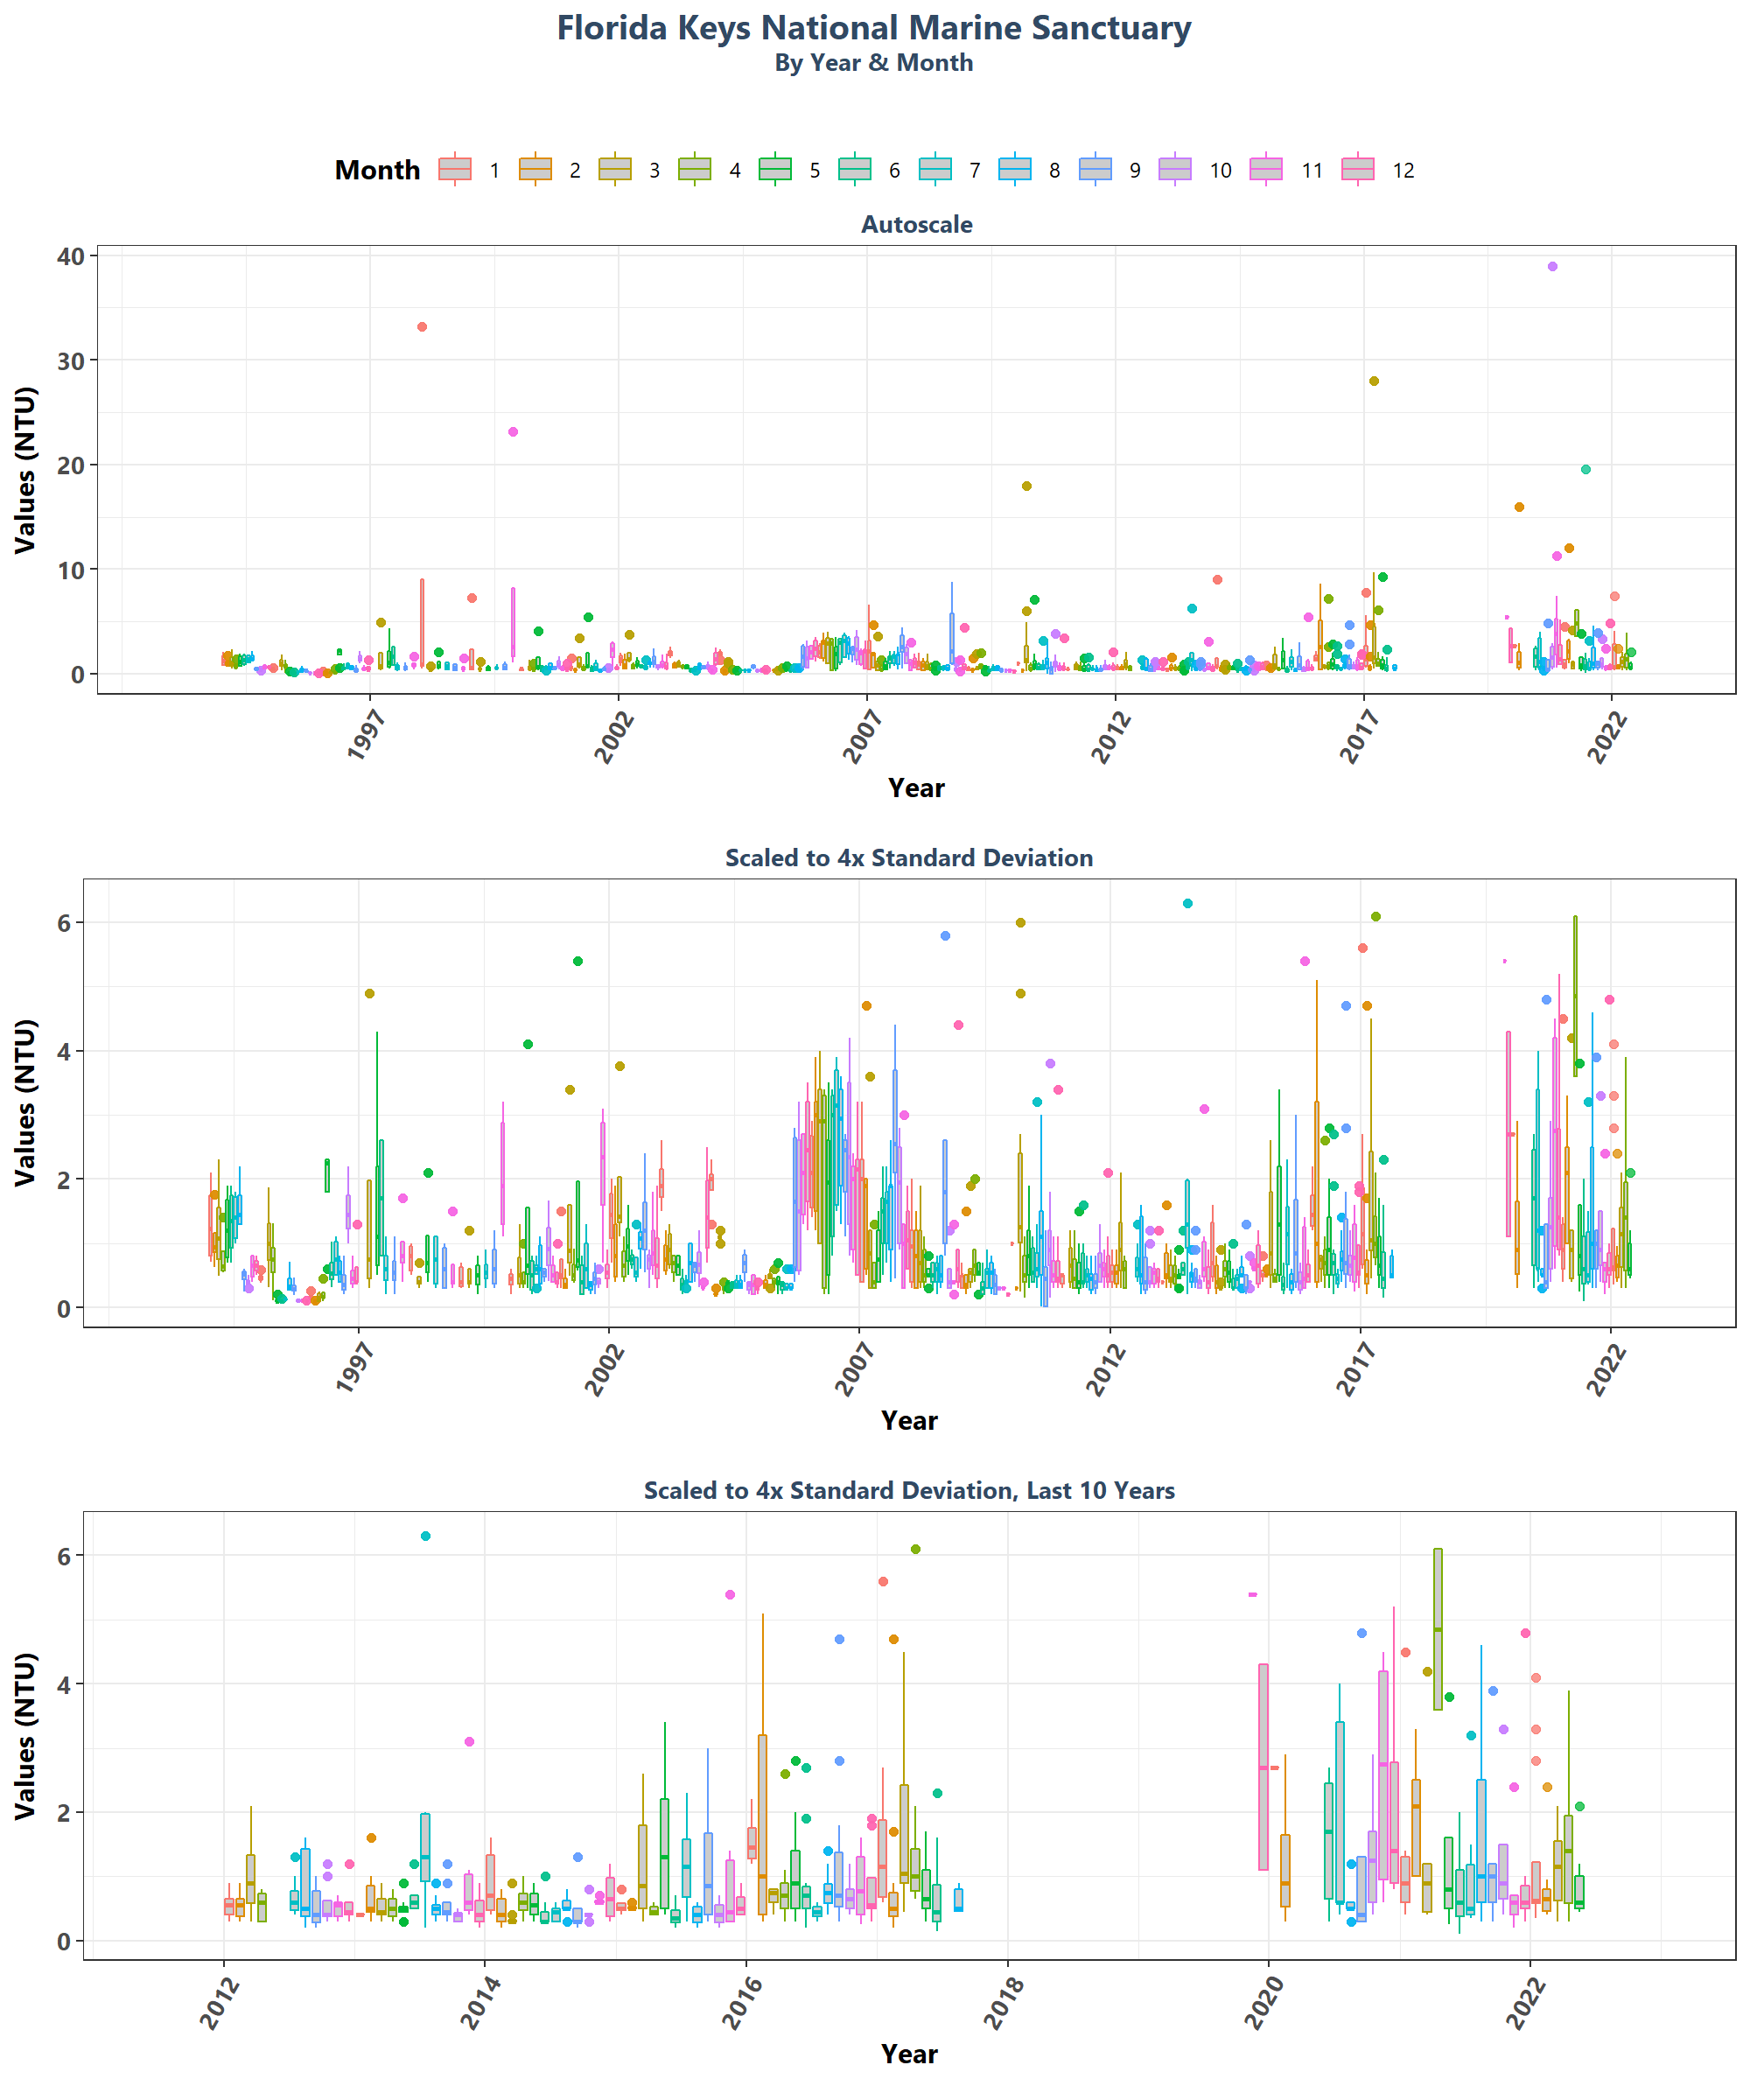 Florida Keys National Marine Sanctuary
By Year & Month
Month 1 2 3 4 5 6 7 8 9 10 11 12
Autoscale
Values (NTU)
40
30
20
10
0
1997 2002 2007 2012 2017 2022
Year
Scaled to 4x Standard Deviation
Values (NTU)
6
4
2
0
1997 2002 2007 2012 2017 2022
Year
Scaled to 4x Standard Deviation, Last 10 Years
Values (NTU)
6
4
2
0
2012 2014 2016 2018 2020 2022
Year